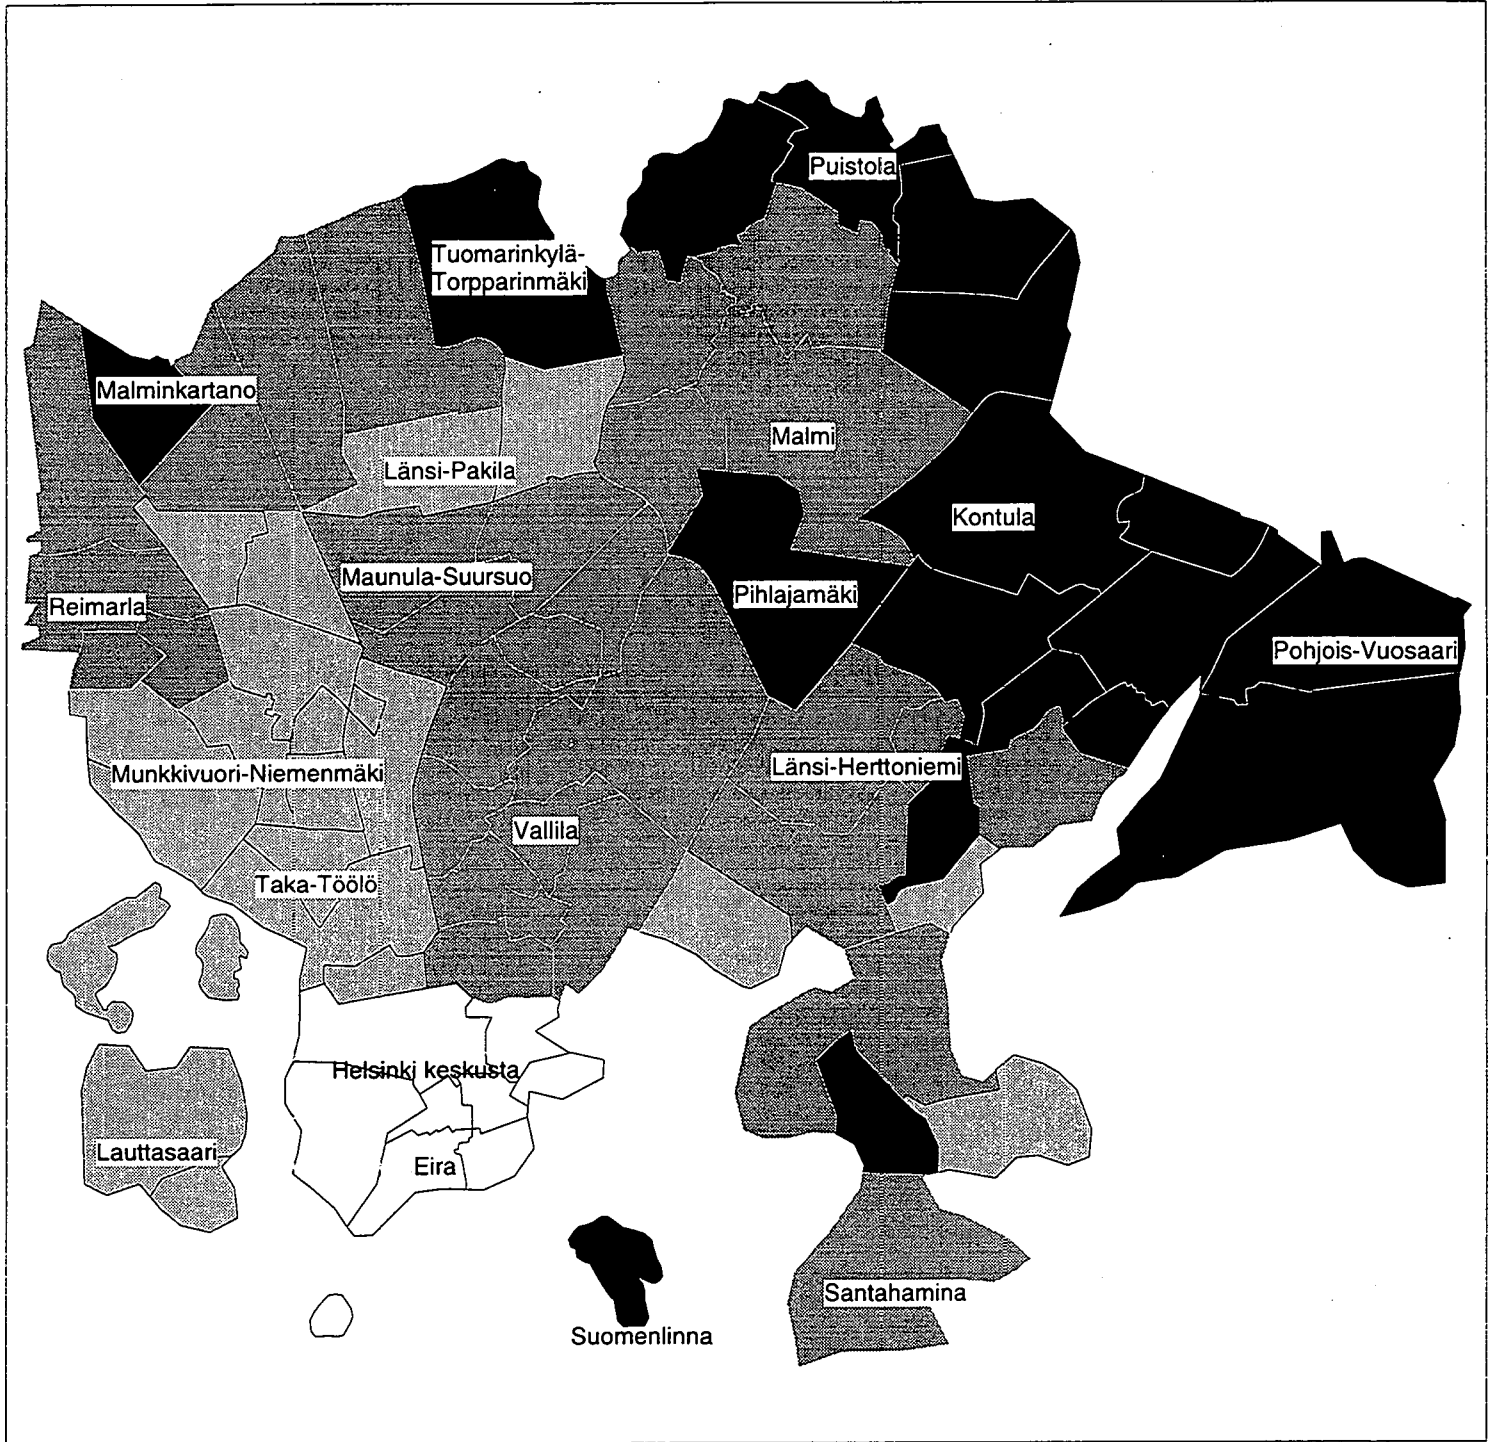 Puistola
Tuomarinkylä-
Torpparinmäki
Malminkartano
Malmi
Länsi-Pakila
Kontula
Maunula-Suursuo
Pihlajamäki
Reimarla
Pohjois-Vuosaari
Munkkivuori-Niemenmäki
Länsi-Herttoniemi
Vallila
Taka-Töölö
Helsinki keskusta
Lauttasaari
Eira
Santahamina
Suomenlinna